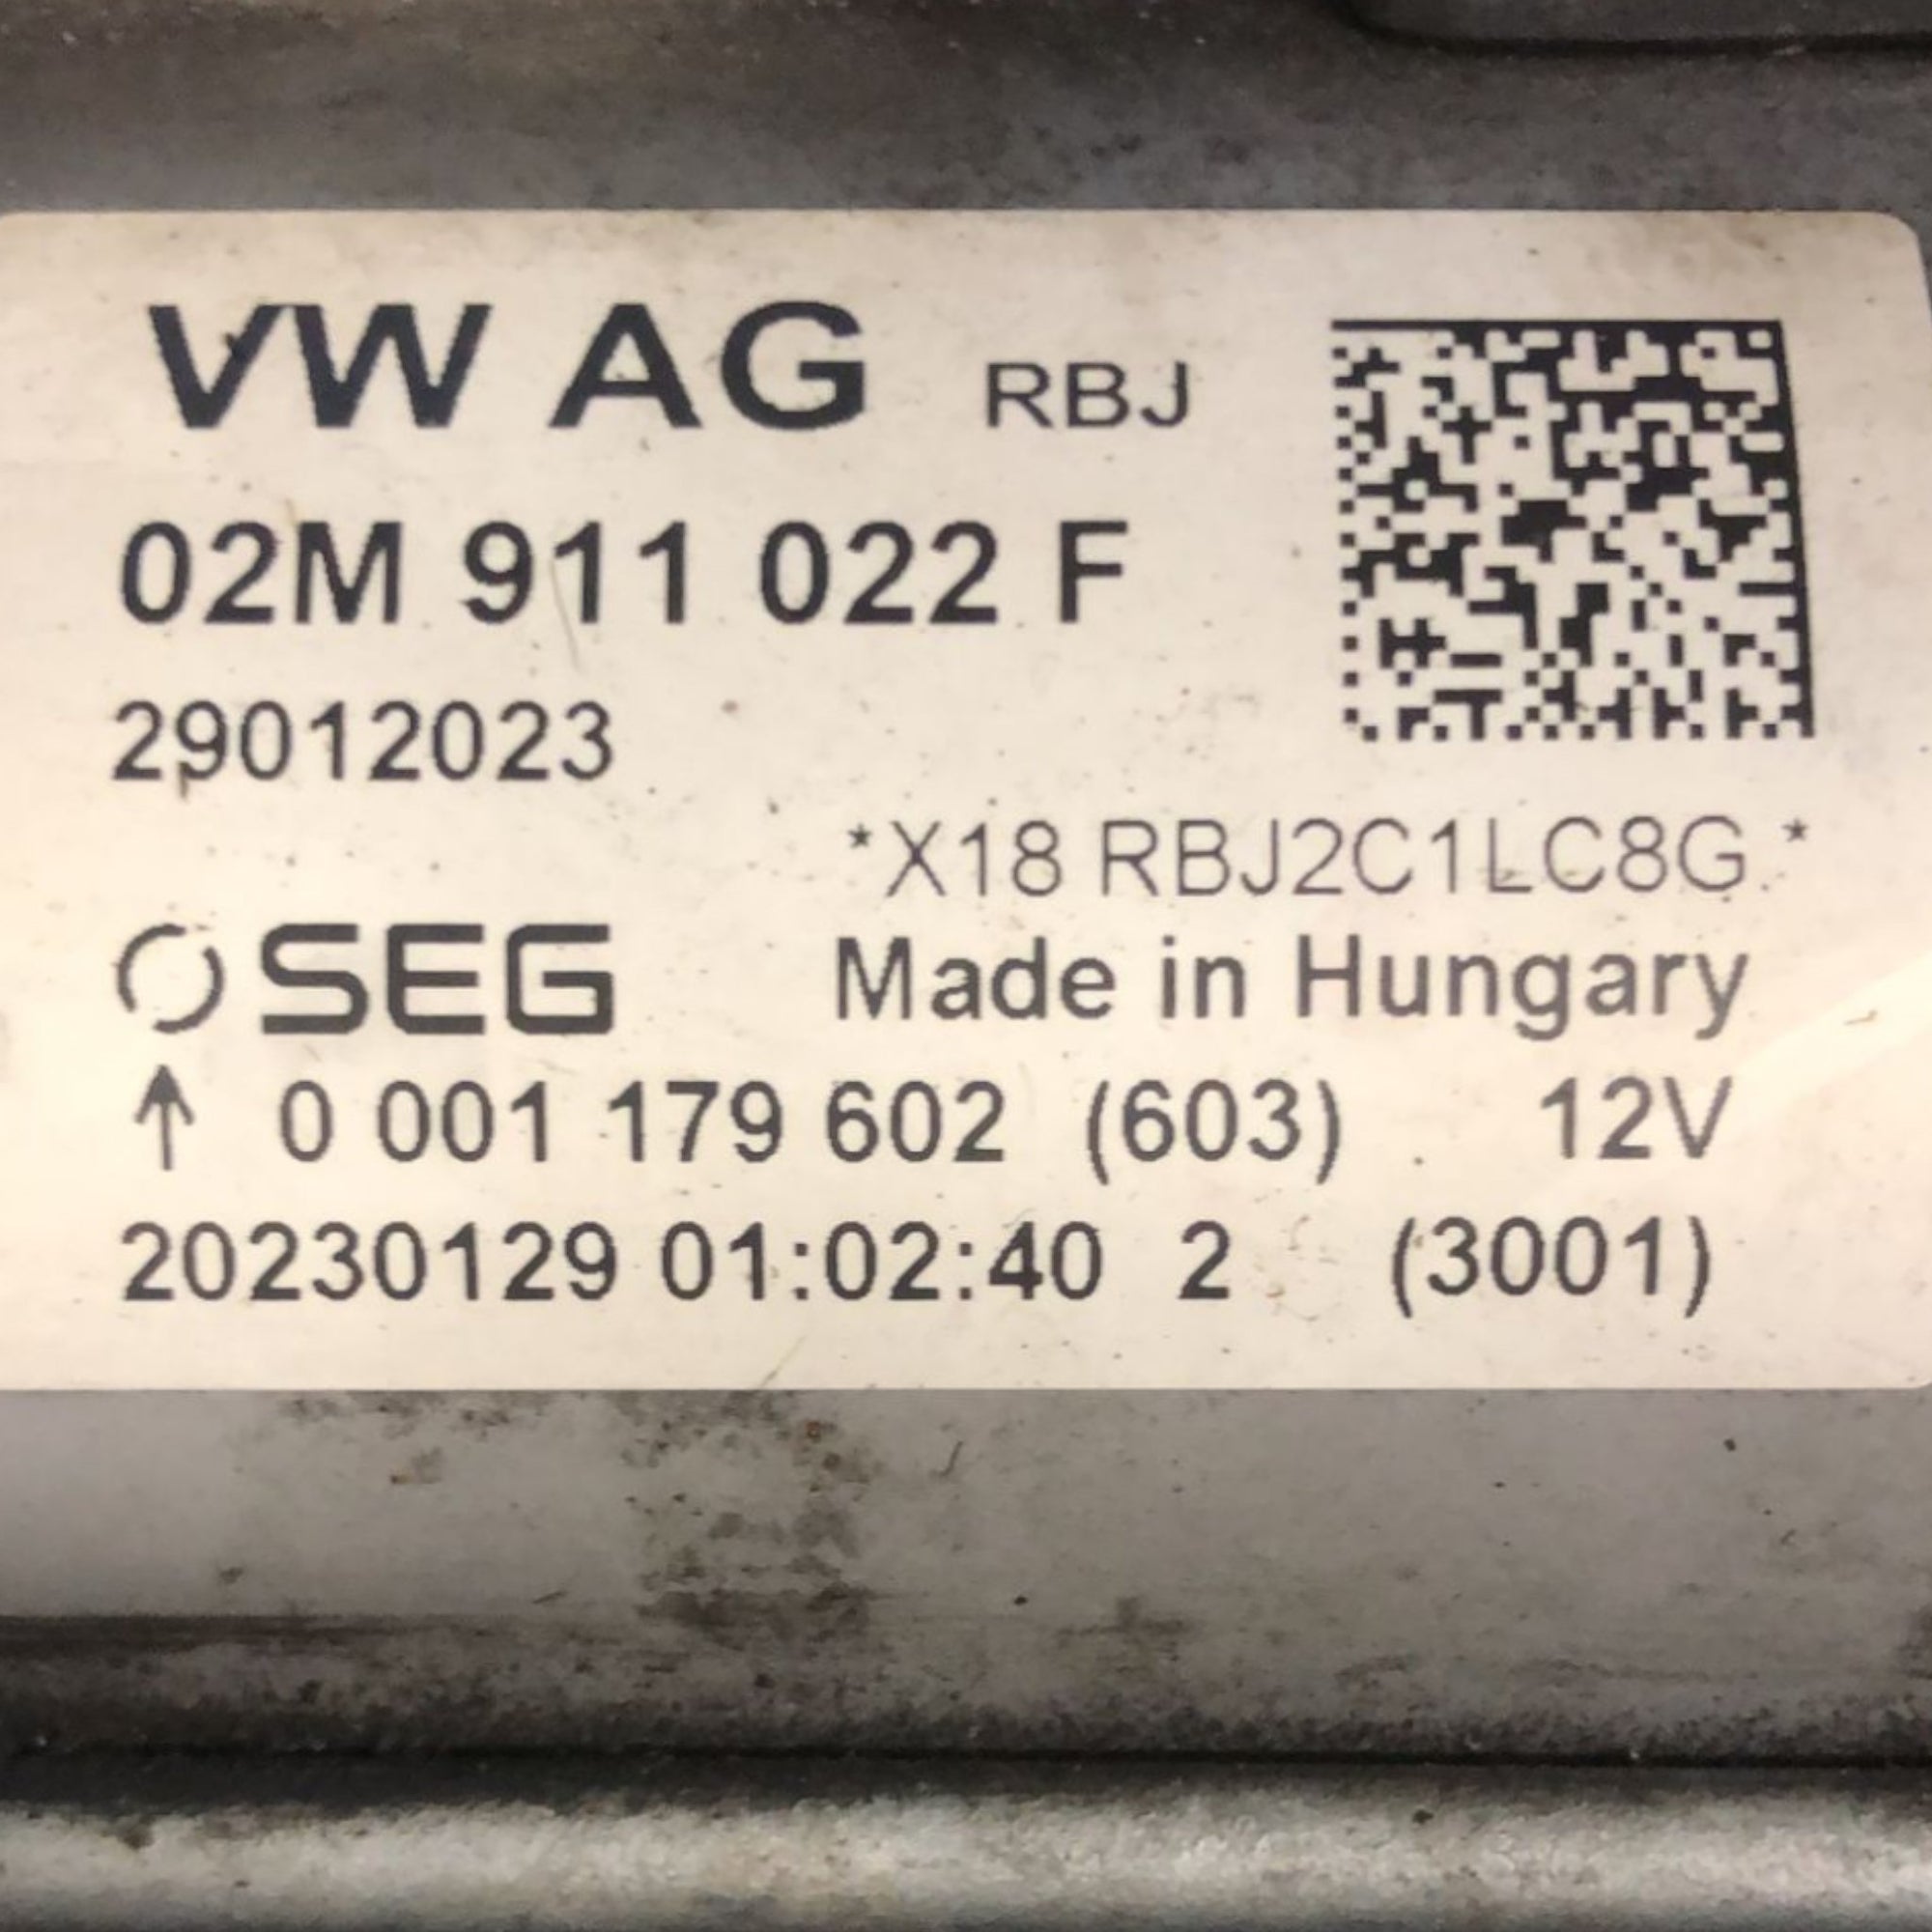 VW AG RBJ
02M 911 022 F
29012023
*X18 RBJ2C1LC8G *
SEG Made in Hungary
↑ 0 001 179 602 (603) 12V
20230129 01:02:40 2 (3001)